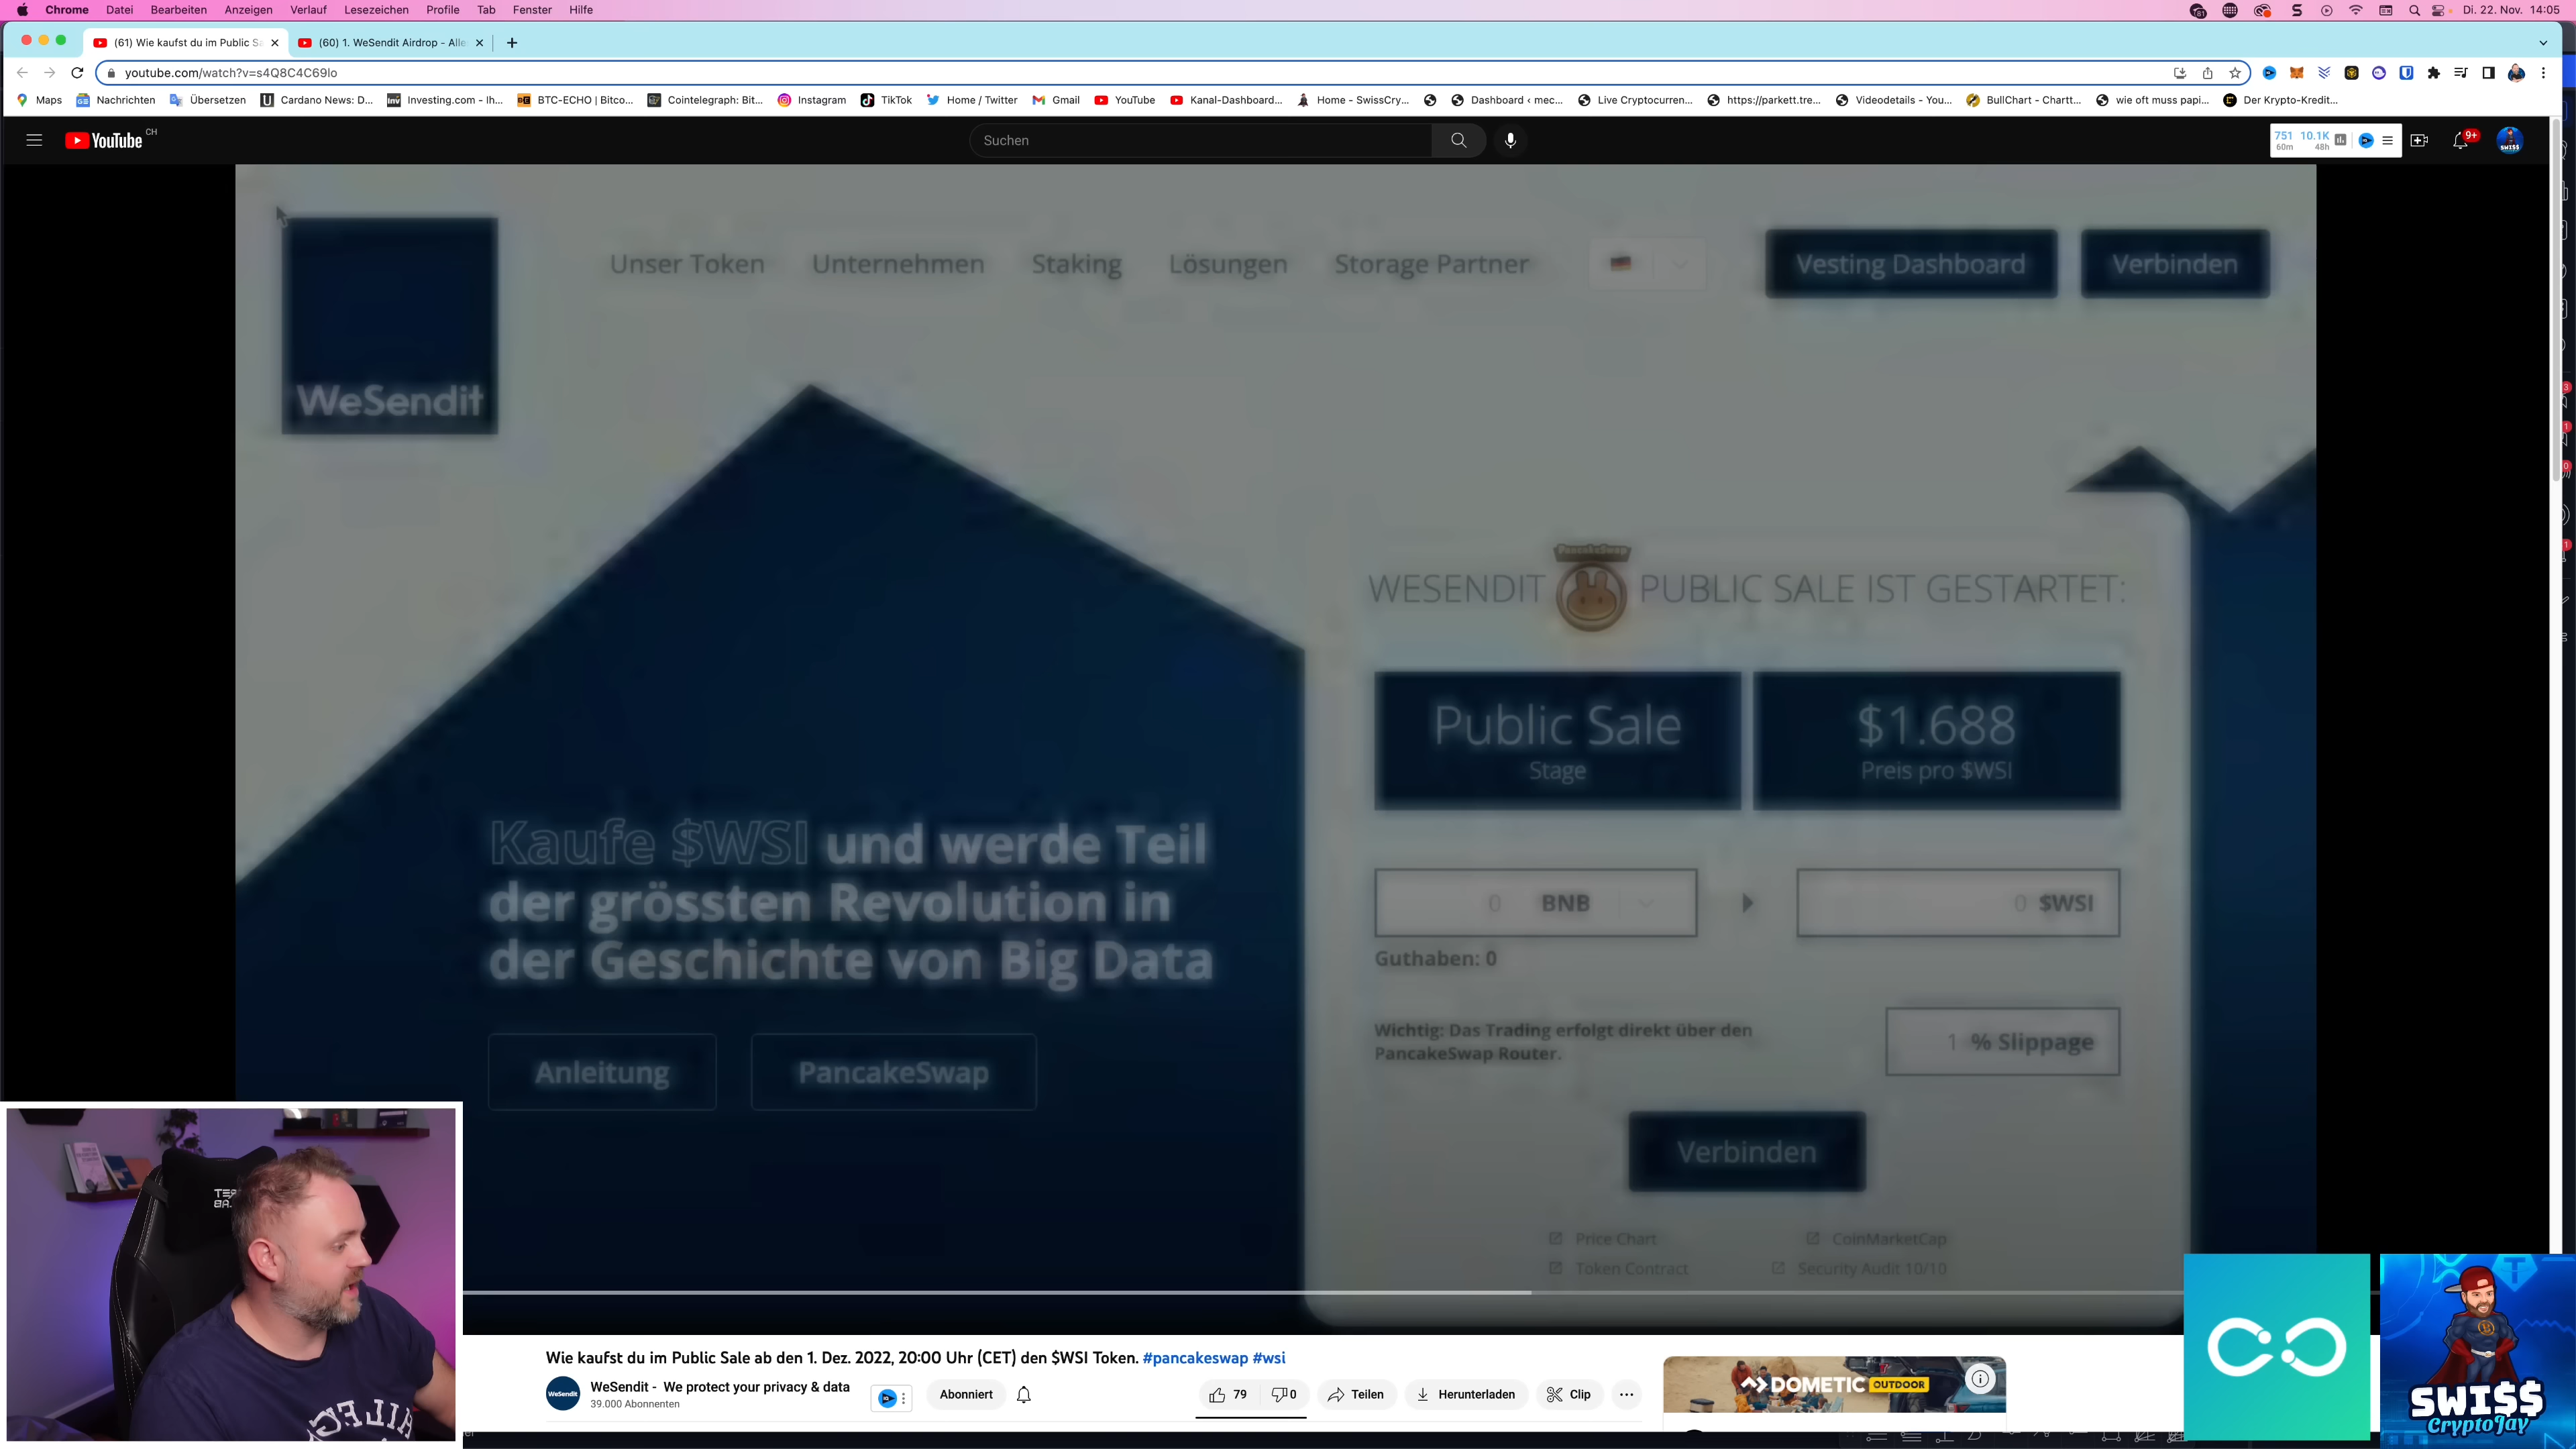 Chrome Datei Bearbeiten Anzeigen Verlauf Lesezeichen Profile Tab Fenster Hilfe
Di. 22. Nov. 14:05
(61) Wie kaufst du im Public Sa
(60) 1. WeSendit Airdrop - Alle
youtube.com/watch?v=s4Q8C4C69lo
Maps Nachrichten Übersetzen Cardano News: D... Investing.com - Ih... BTC-ECHO | Bitco... Cointelegraph: Bit... Instagram TikTok Home / Twitter Gmail YouTube Kanal-Dashboard... Home - SwissCry... Dashboard ‹ mec... Live Cryptocurren... https://parkett.tre... Videodetails - You... BullChart - Chartt... wie oft muss papi... Der Krypto-Kredit...
YouTube CH
Suchen
751 10.1K
60m 48h
9+
Unser Token Unternehmen Staking Lösungen Storage Partner Vesting Dashboard Verbinden
WeSendit
WESENDIT PancakeSwap PUBLIC SALE IST GESTARTET:
Public Sale
Stage
$1.688
Preis pro $WSI
Kaufe $WSI und werde Teil
der grössten Revolution in
der Geschichte von Big Data
0 BNB
0 $WSI
Guthaben: 0
Wichtig: Das Trading erfolgt direkt über den
PancakeSwap Router.
1 % Slippage
Anleitung
PancakeSwap
Verbinden
Price Chart
CoinMarketCap
Token Contract
Security Audit 10/10
Wie kaufst du im Public Sale ab den 1. Dez. 2022, 20:00 Uhr (CET) den $WSI Token. #pancakeswap #wsi
WeSendit
WeSendit - We protect your privacy & data
39.000 Abonnenten
Abonniert
79
0
Teilen
Herunterladen
Clip
DOMETIC OUTDOOR
SWI$$
CryptoJay